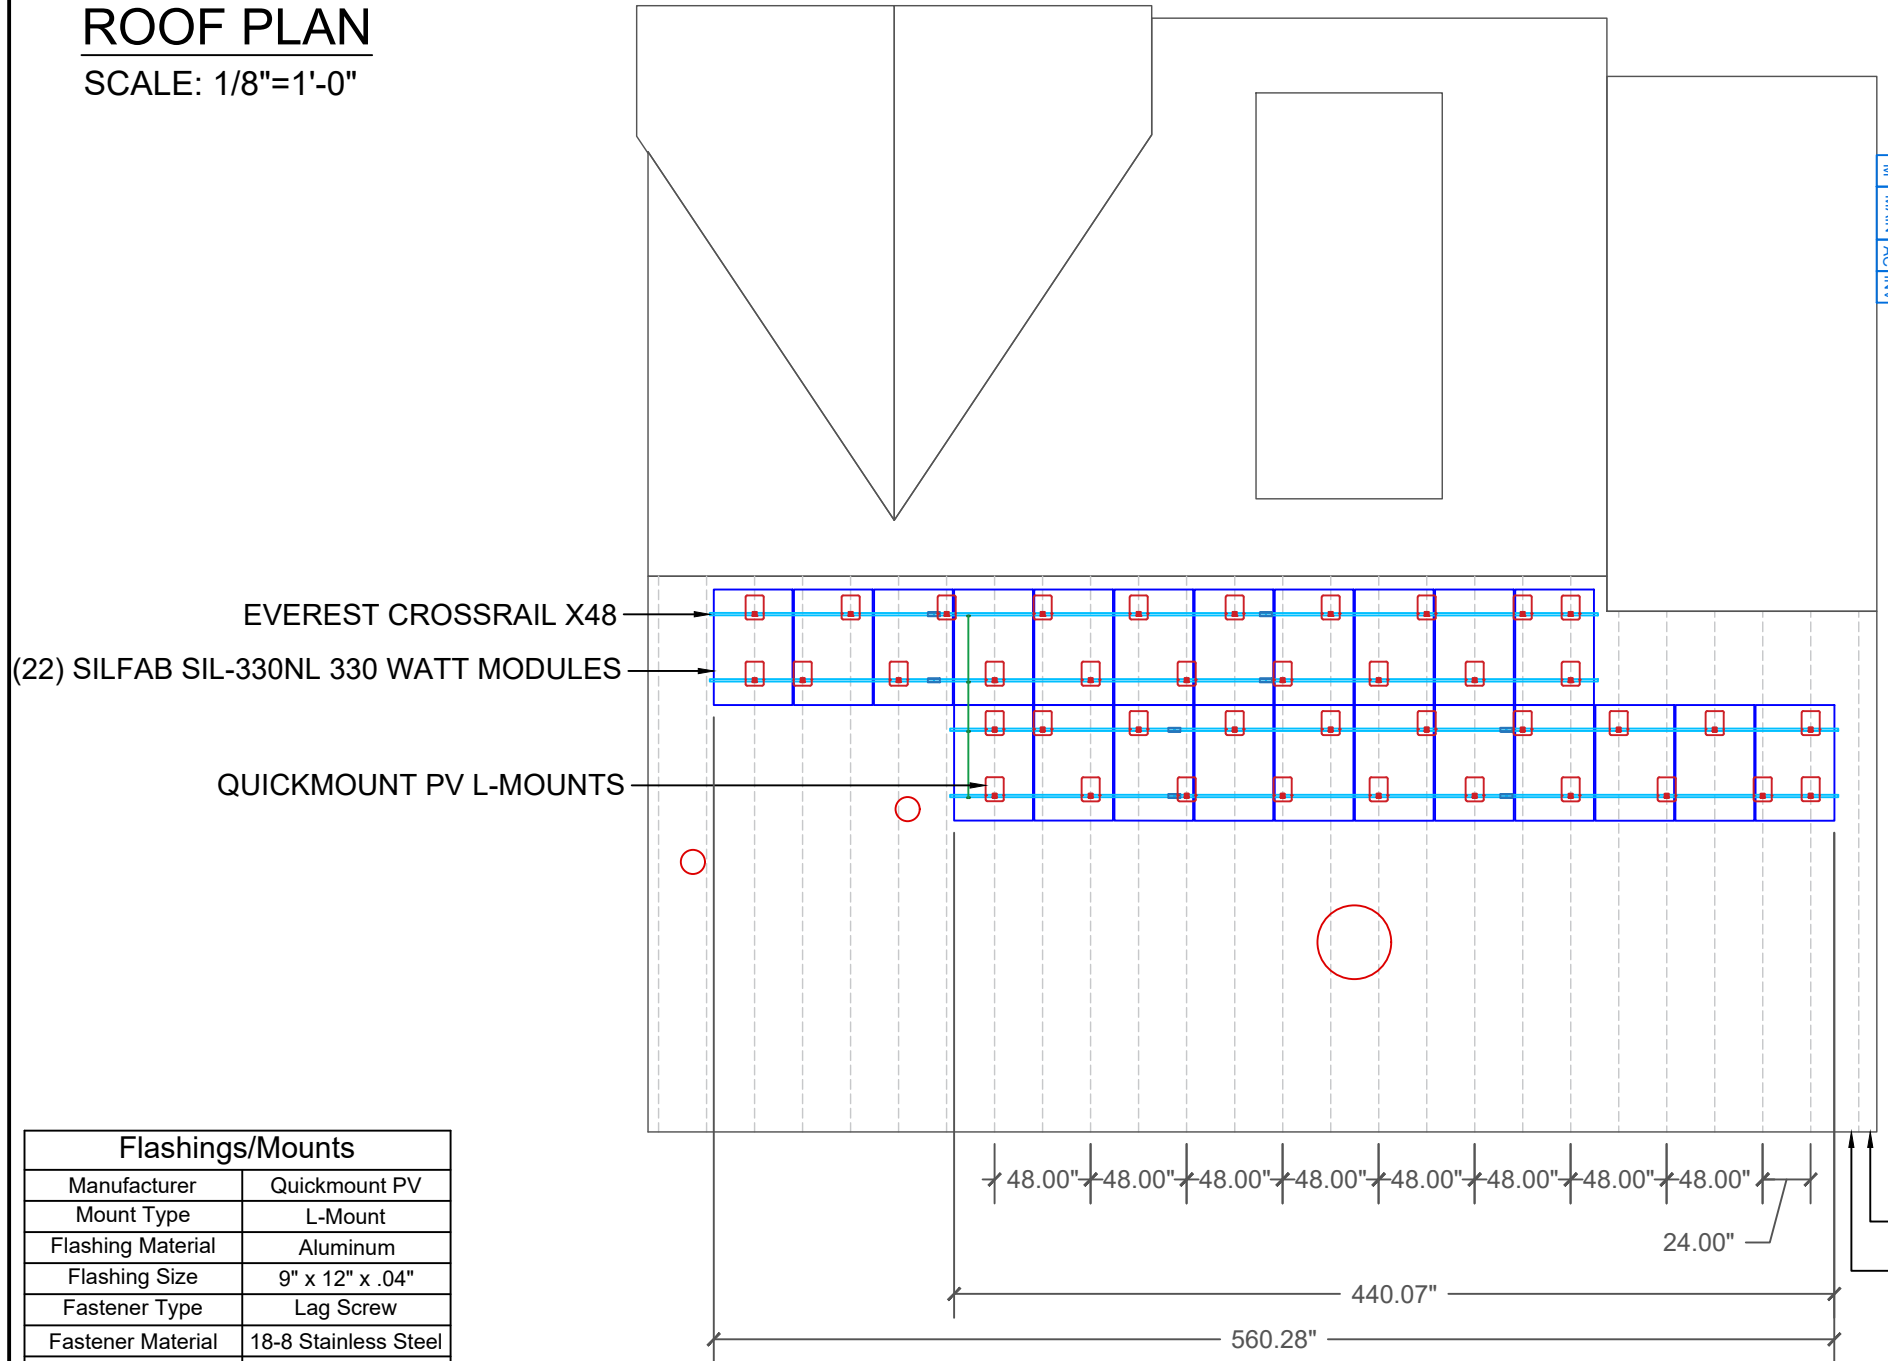 ROOF PLAN
SCALE: 1/8"=1'-0"
EVEREST CROSSRAIL X48
(22) SILFAB SIL-330NL 330 WATT MODULES
QUICKMOUNT PV L-MOUNTS
Flashings/Mounts
Manufacturer Quickmount PV
Mount Type L-Mount
Flashing Material Aluminum
Flashing Size 9" x 12" x .04"
Fastener Type Lag Screw
Fastener Material 18-8 Stainless Steel
48.00" 48.00" 48.00" 48.00" 48.00" 48.00" 48.00" 48.00"
24.00"
440.07"
560.28"